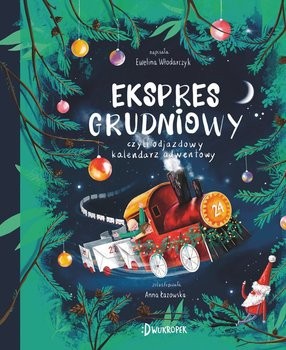 napisała
Ewelina Włodarczyk
EKSPRES
GRUDNIOWY
czyli odjazdowy
kalendarz adwentowy
24
zilustrowała
Anna Łazowska
DWUKROPEK